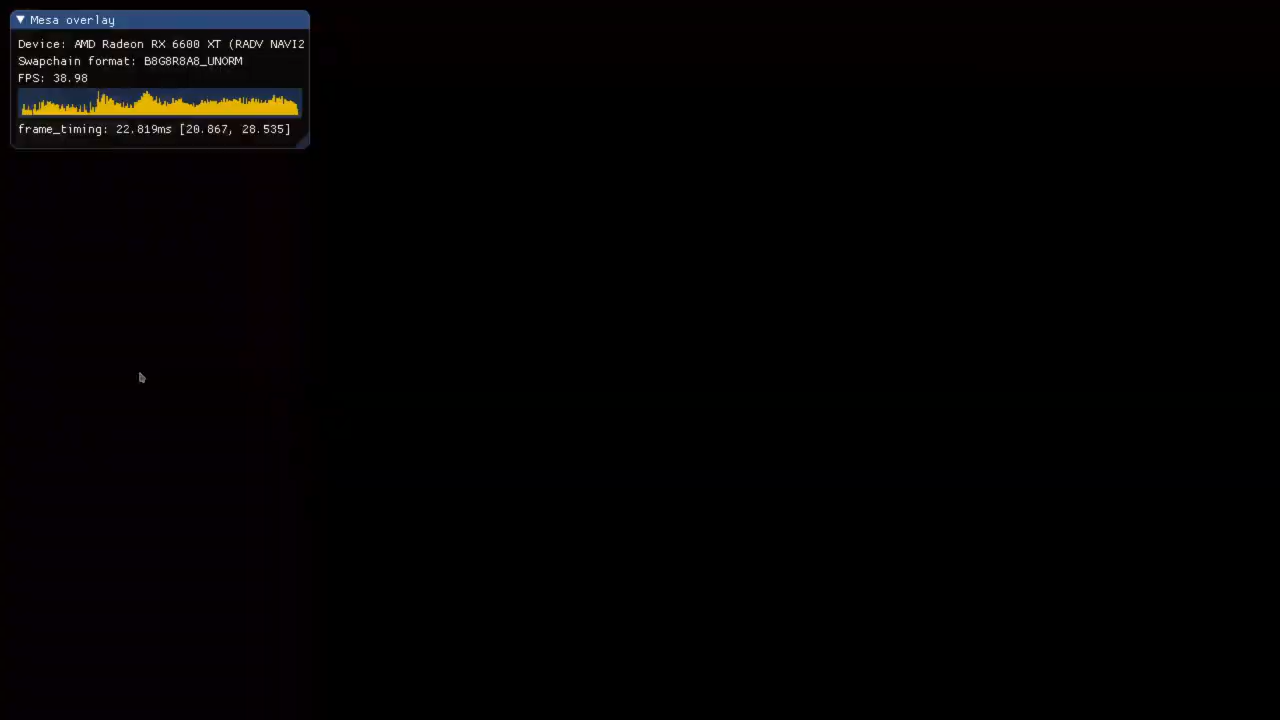 Mesa overlay
Device: AMD Radeon RX 6600 XT (RADV NAVI2
Swapchain format: B8G8R8A8_UNORM
FPS: 38.98
frame_timing: 22.819ms [20.867, 28.535]